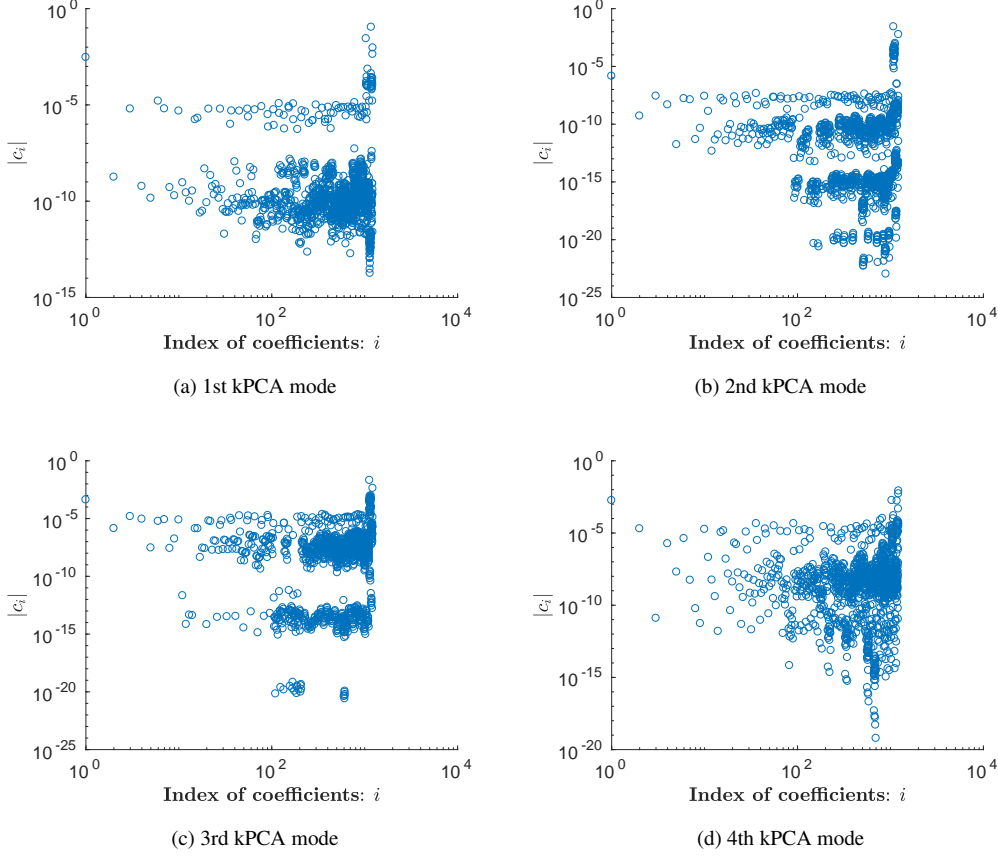 10^0
10^-5
10^-10
10^-15
|c_i|
10^0 10^2 10^4
Index of coefficients: i
(a) 1st kPCA mode
10^0
10^-5
10^-10
10^-15
10^-20
10^-25
|c_i|
10^0 10^2 10^4
Index of coefficients: i
(b) 2nd kPCA mode
10^0
10^-5
10^-10
10^-15
10^-20
10^-25
|c_i|
10^0 10^2 10^4
Index of coefficients: i
(c) 3rd kPCA mode
10^0
10^-5
10^-10
10^-15
10^-20
|c_i|
10^0 10^2 10^4
Index of coefficients: i
(d) 4th kPCA mode